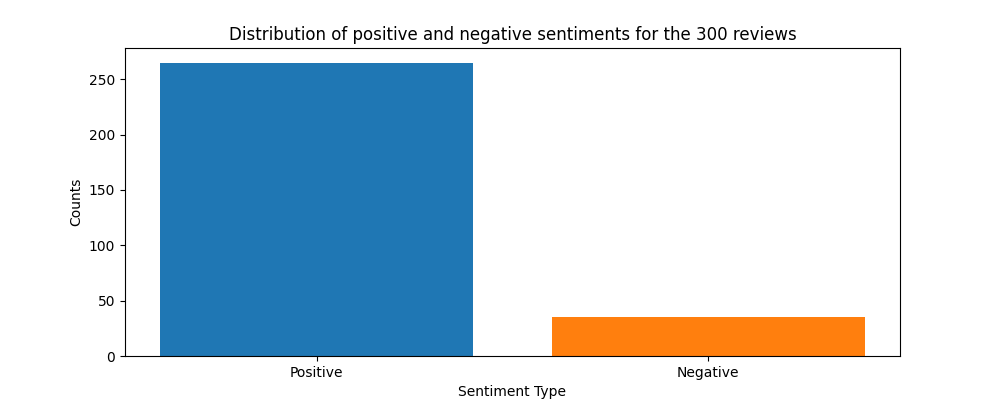 Distribution of positive and negative sentiments for the 300 reviews
250
200
150
100
50
0
Counts
Positive
Negative
Sentiment Type